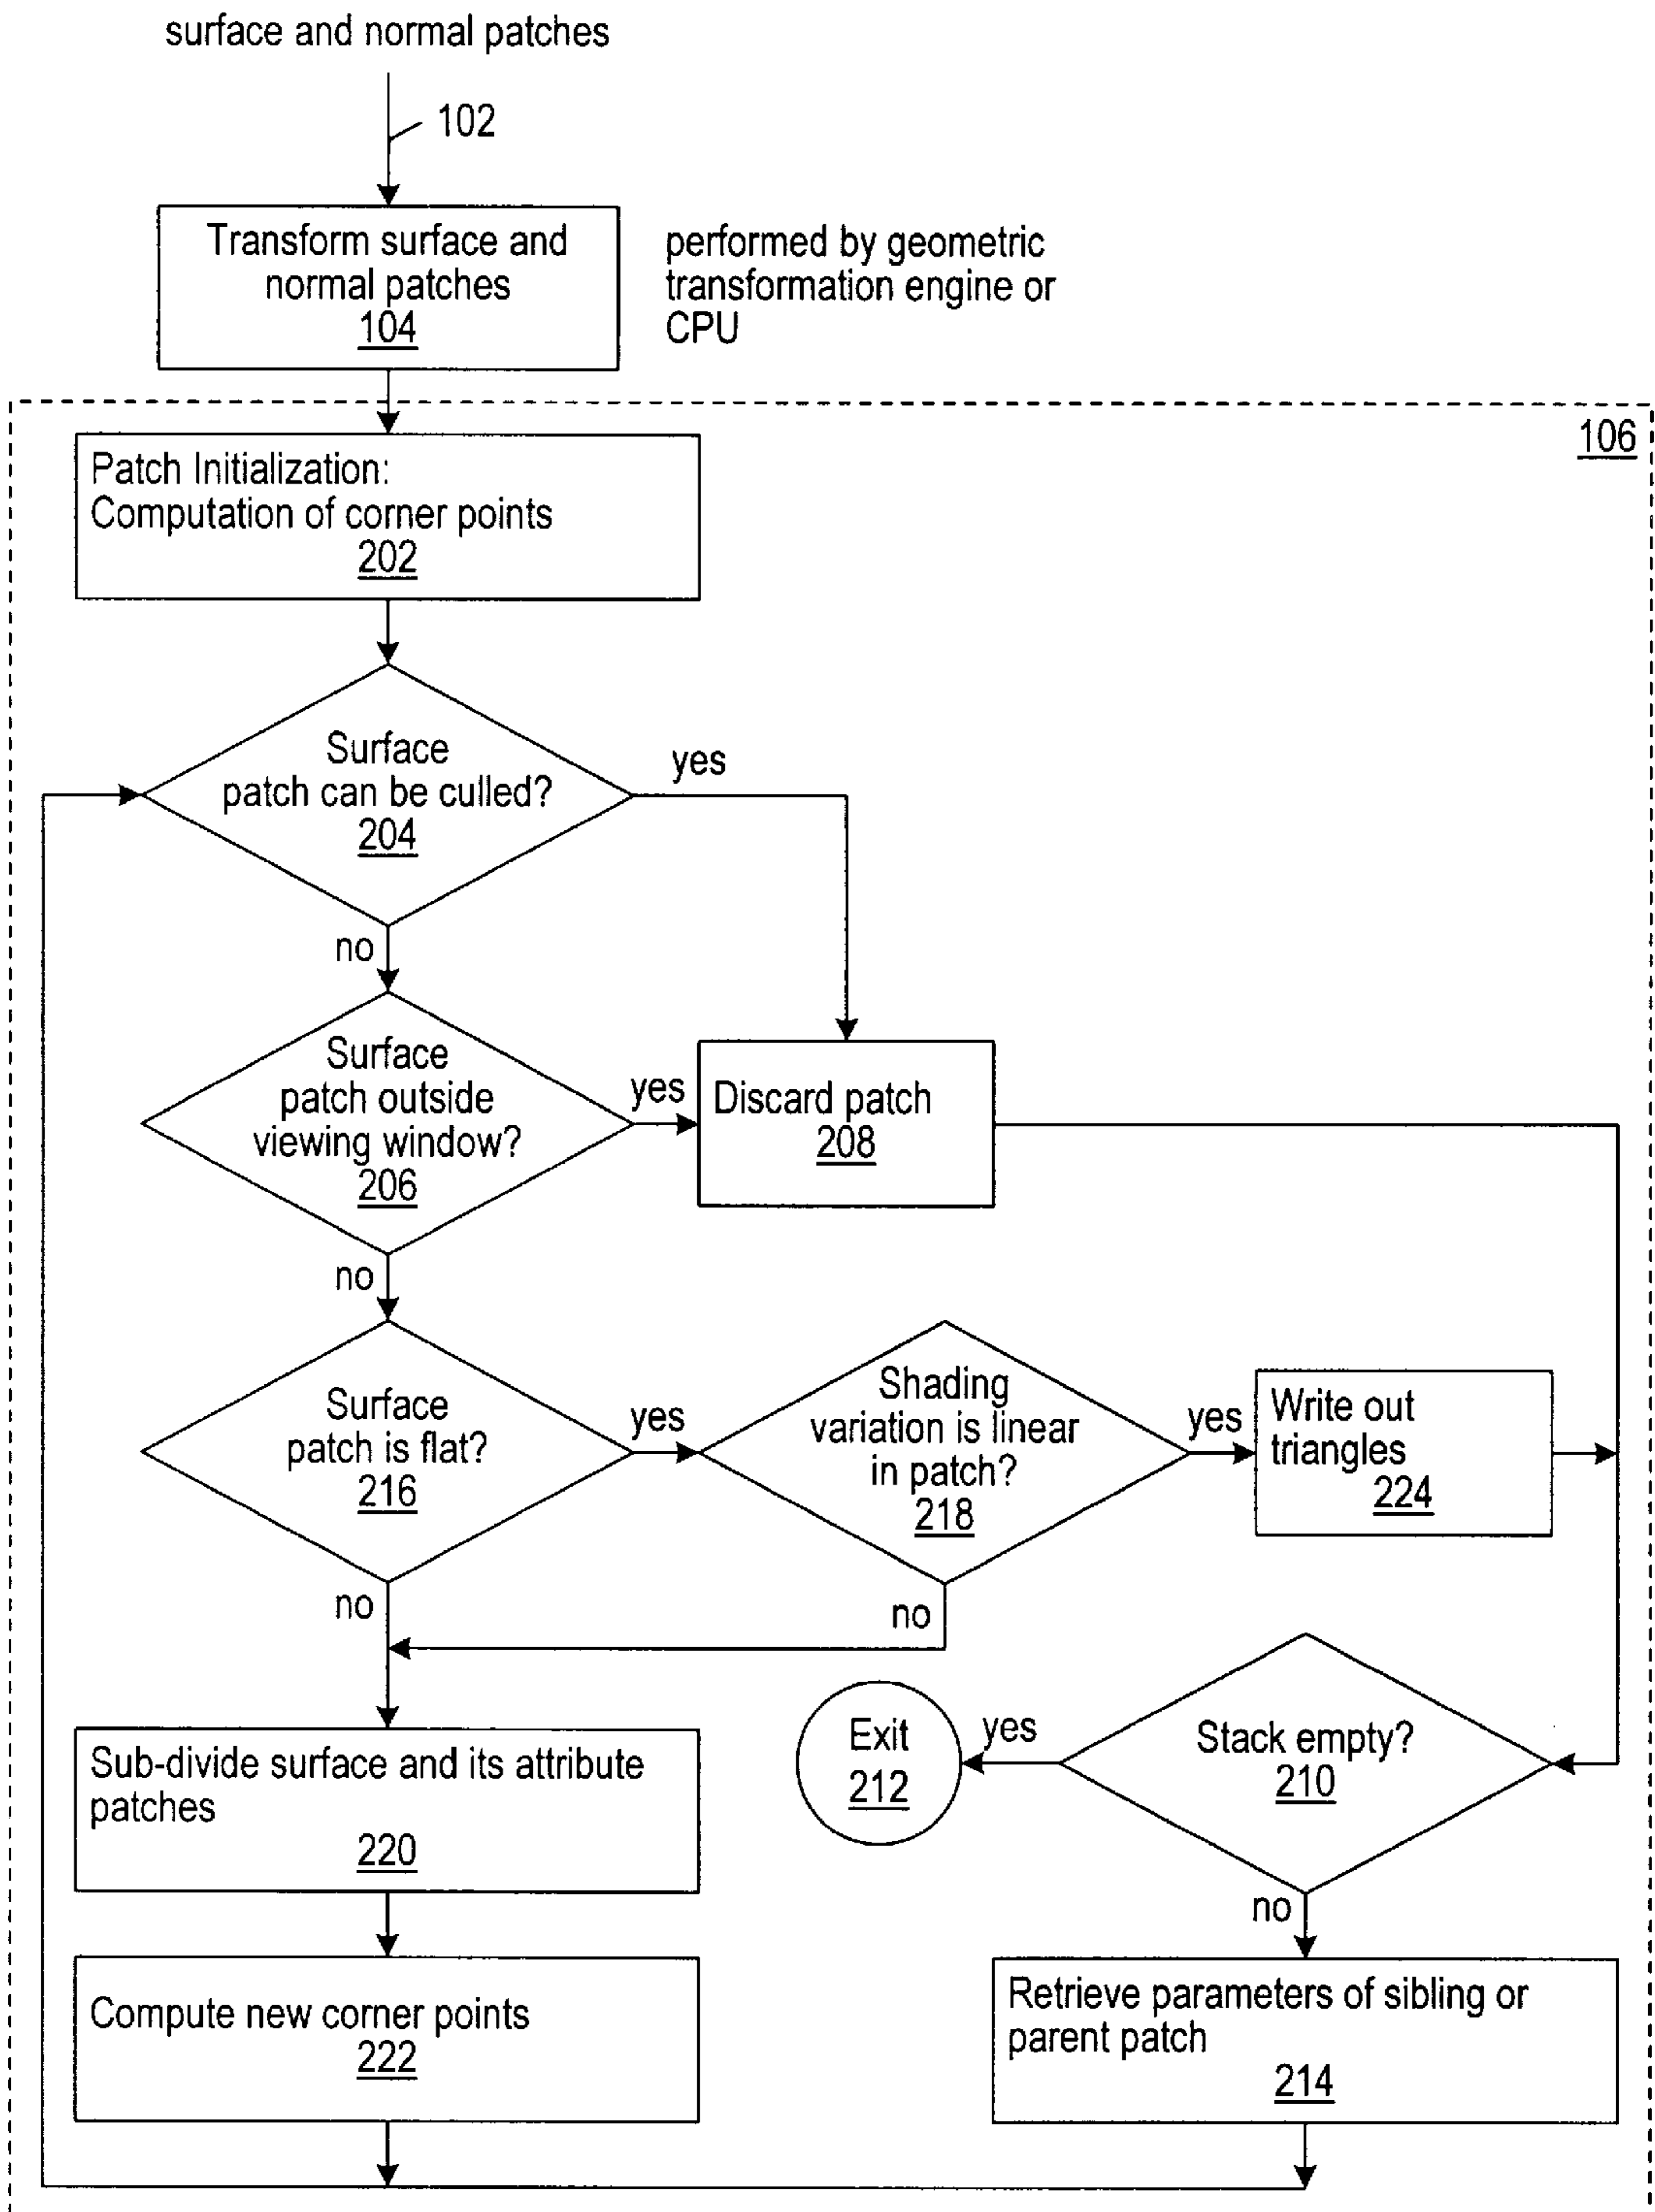 surface and normal patches
102
Transform surface and
normal patches
104
performed by geometric
transformation engine or
CPU
106
Patch Initialization:
Computation of corner points
202
Surface
patch can be culled?
204
yes
no
Surface
patch outside
viewing window?
206
yes
Discard patch
208
no
Surface
patch is flat?
216
yes
Shading
variation is linear
in patch?
218
yes
Write out
triangles
224
no
no
Sub-divide surface and its attribute
patches
220
Exit
212
yes
Stack empty?
210
no
Compute new corner points
222
Retrieve parameters of sibling or
parent patch
214